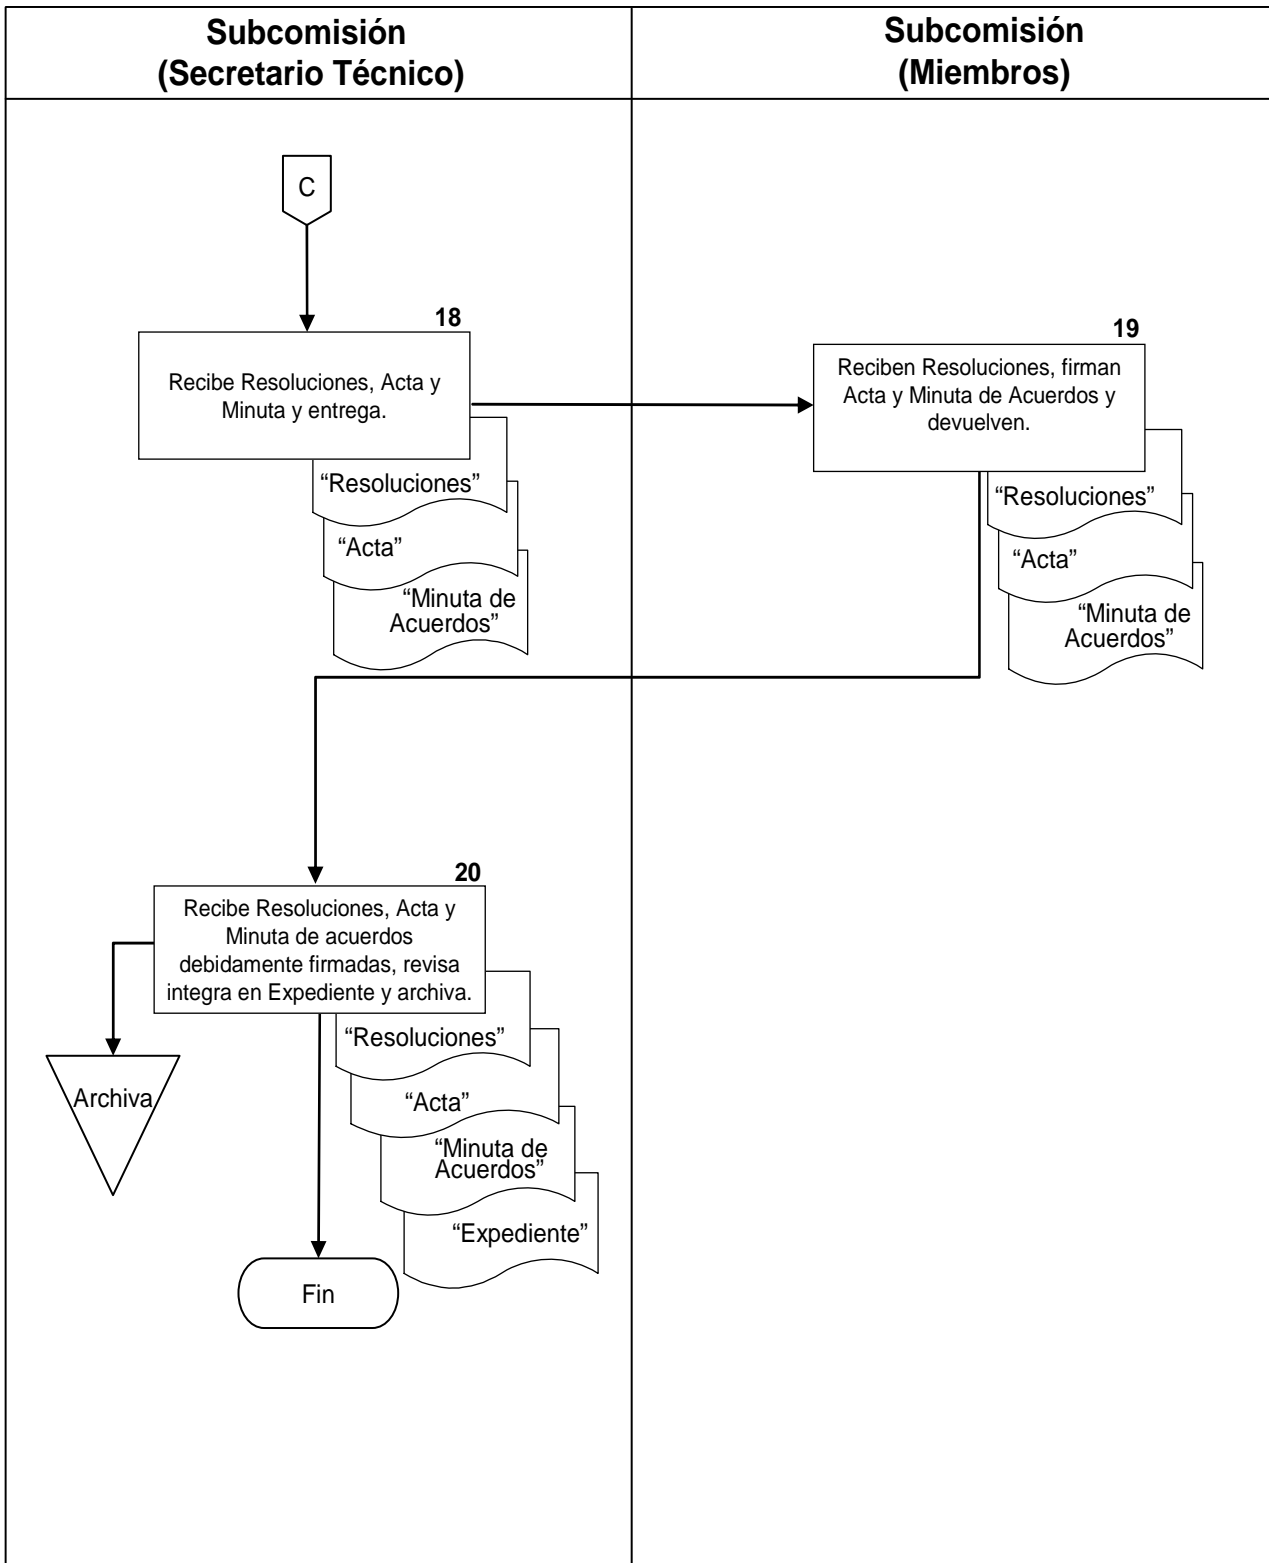 Subcomisión
(Secretario Técnico)
Subcomisión
(Miembros)
C
18
Recibe Resoluciones, Acta y
Minuta y entrega.
“Resoluciones”
“Acta”
“Minuta de
Acuerdos”
19
Reciben Resoluciones, firman
Acta y Minuta de Acuerdos y
devuelven.
“Resoluciones”
“Acta”
“Minuta de
Acuerdos”
20
Recibe Resoluciones, Acta y
Minuta de acuerdos
debidamente firmadas, revisa
integra en Expediente y archiva.
“Resoluciones”
“Acta”
“Minuta de
Acuerdos”
“Expediente”
Archiva
Fin